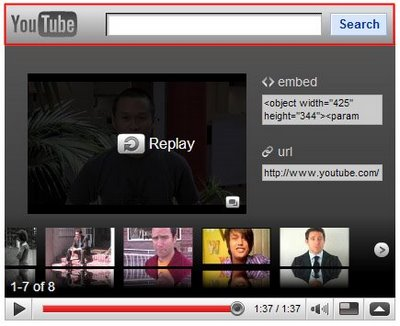 YouTube
Search
embed
<object width="425"
height="344"><param
Replay
url
http://www.youtube.com/
1-7 of 8
1:37 / 1:37